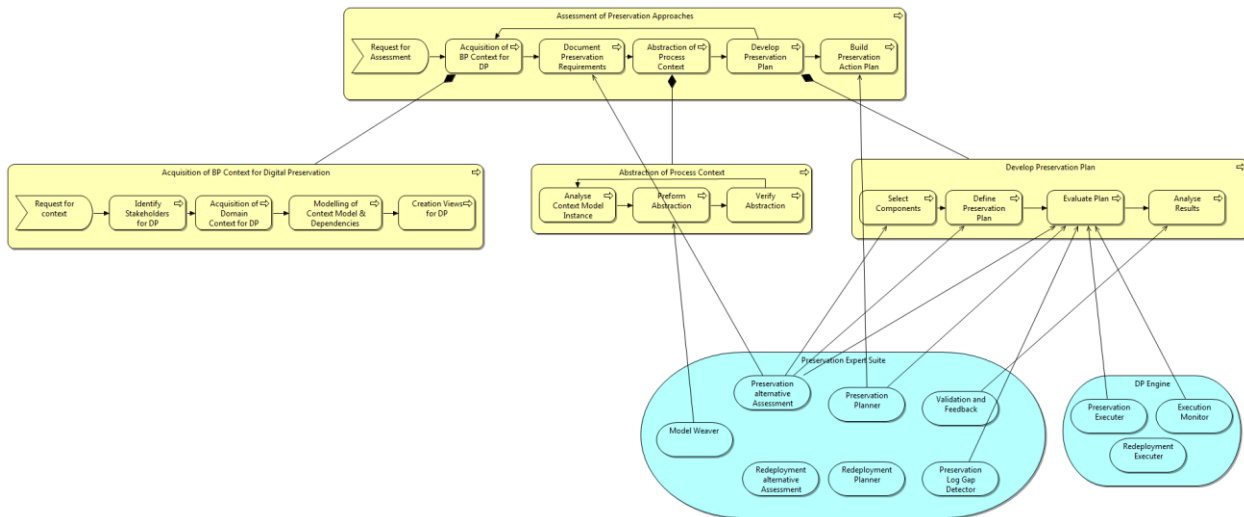 Assessment of Preservation Approaches
Request for
Assessment
Acquisition of
BP Context for
DP
Document
Preservation
Requirements
Abstraction of
Process
Context
Develop
Preservation
Plan
Build
Preservation
Action Plan
Acquisition of BP Context for Digital Preservation
Request for
context
Identify
Stakeholders
for DP
Acquisition of
Domain
Context for DP
Modelling of
Context Model &
Dependencies
Creation Views
for DP
Abstraction of Process Context
Analyse
Context Model
Instance
Preform
Abstraction
Verify
Abstraction
Develop Preservation Plan
Select
Components
Define
Preservation
Plan
Evaluate Plan
Analyse
Results
Preservation Expert Suite
Preservation
alternative
Assessment
Preservation
Planner
Validation and
Feedback
Model Weaver
Redeployment
alternative
Assessment
Redeployment
Planner
Preservation
Log Gap
Detector
DP Engine
Preservation
Executer
Execution
Monitor
Redeployment
Executer